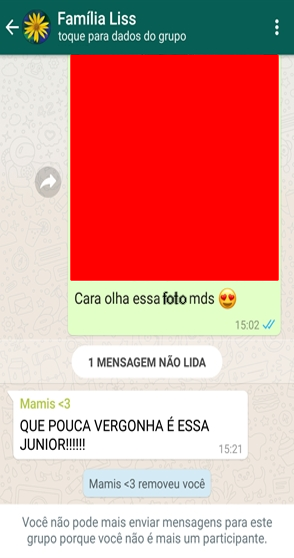 Família Liss
toque para dados do grupo
Cara olha essa foto mds 😍
15:02
1 MENSAGEM NÃO LIDA
Mamis <3
QUE POUCA VERGONHA É ESSA
JUNIOR!!!!!!
15:21
Mamis <3 removeu você
Você não pode mais enviar mensagens para este
grupo porque você não é mais um participante.